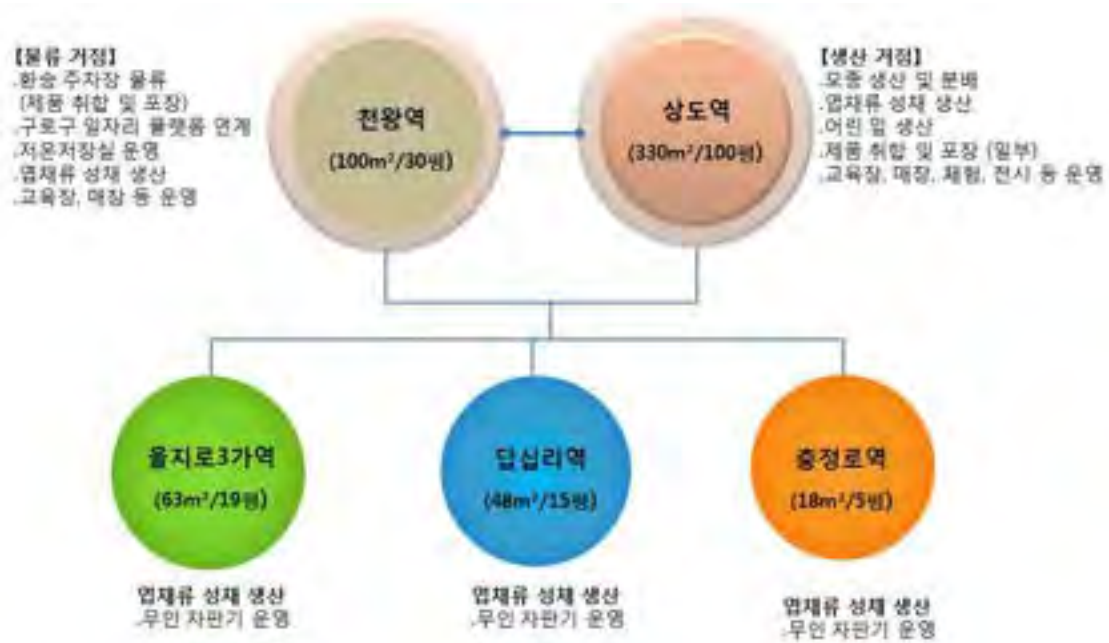 【물류 거점】
.환승 주차장 물류
(제품 취합 및 포장)
.구로구 일자리 플랫폼 연계
.저온저장실 운영
.엽채류 성채 생산
.교육장, 매장 등 운영
천왕역
(100m²/30평)
상도역
(330m²/100평)
【생산 거점】
.모종 생산 및 분배
.엽채류 성채 생산
.어린 잎 생산
.제품 취합 및 포장 (일부)
.교육장, 매장, 체험, 전시 등 운영
을지로3가역
(63m²/19평)
답십리역
(48m²/15평)
충정로역
(18m²/5평)
엽채류 성채 생산
.무인 자판기 운영
엽채류 성채 생산
.무인 자판기 운영
엽채류 성채 생산
.무인 자판기 운영